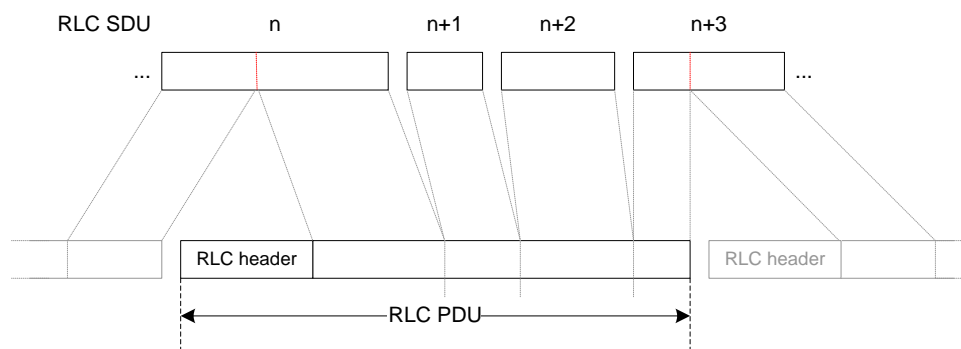 RLC SDU n n+1 n+2 n+3
... ...
RLC header RLC header
RLC PDU